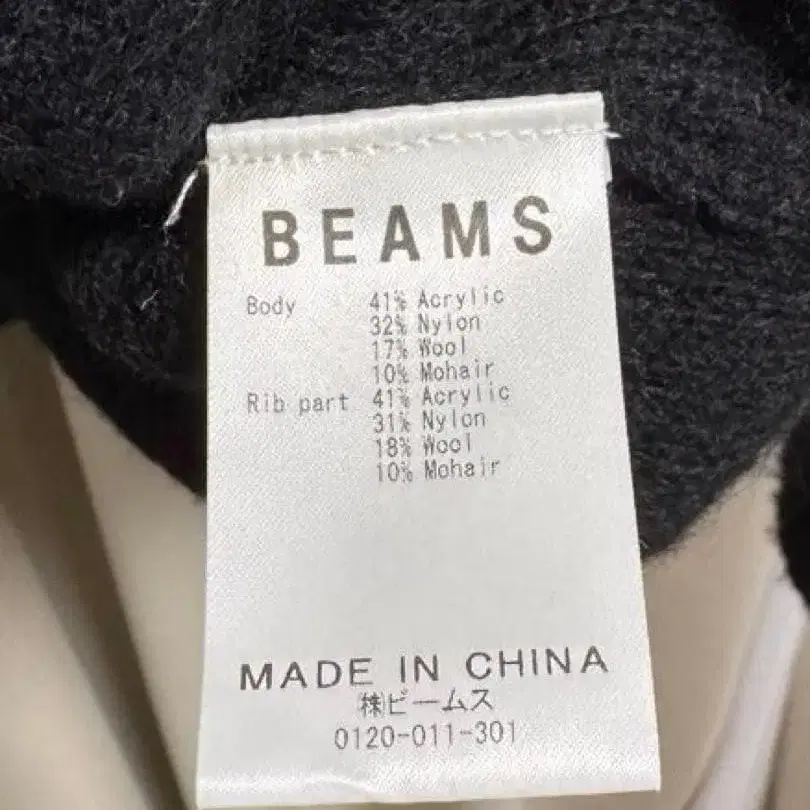 BEAMS
Body 41% Acrylic
32% Nylon
17% Wool
10% Mohair
Rib part 41% Acrylic
31% Nylon
18% Wool
10% Mohair
MADE IN CHINA
㈱ビームス
0120-011-301